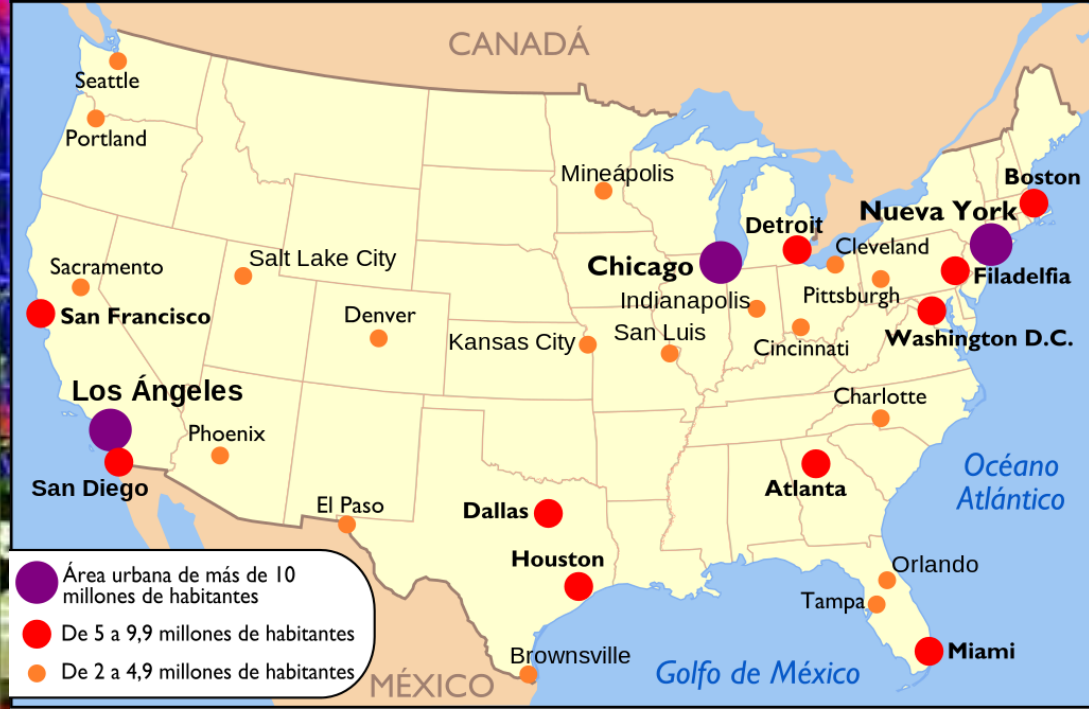 CANADÁ
Seattle
Portland
Mineápolis
Boston
Nueva York
Detroit
Cleveland
Chicago
Salt Lake City
Sacramento
Filadelfia
Pittsburgh
Indianapolis
San Francisco
Denver
San Luis
Kansas City
Washington D.C.
Cincinnati
Los Ángeles
Charlotte
Phoenix
Océano
Atlántico
San Diego
Atlanta
El Paso
Dallas
Houston
Orlando
Tampa
Miami
Brownsville
Golfo de México
MÉXICO
Área urbana de más de 10
millones de habitantes
De 5 a 9,9 millones de habitantes
De 2 a 4,9 millones de habitantes